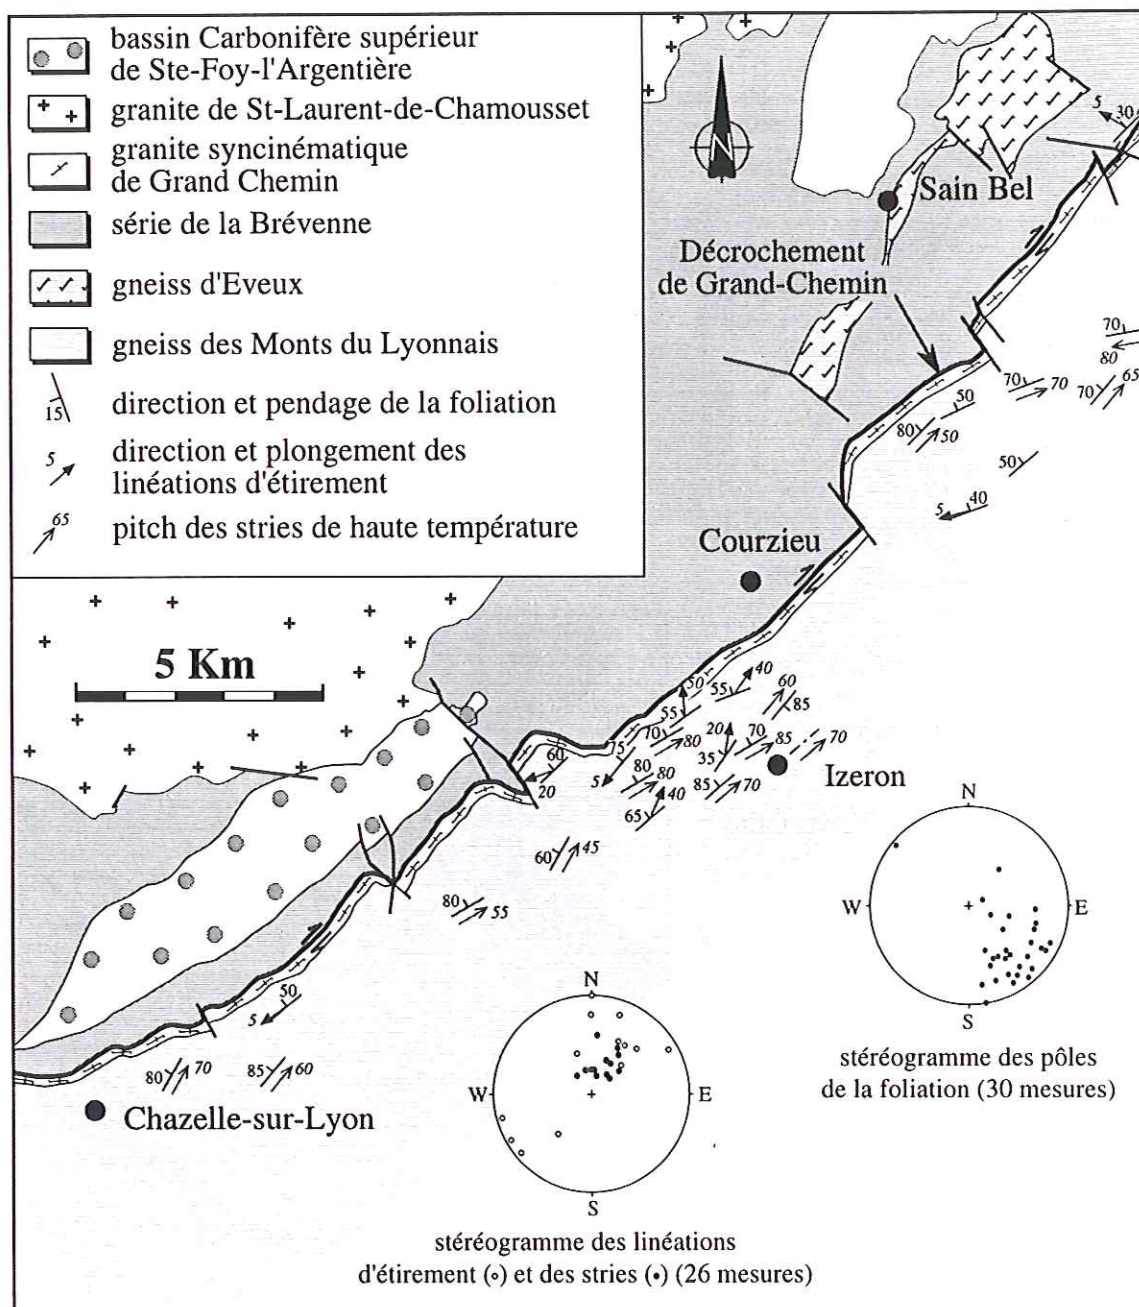 bassin Carbonifère supérieur
de Ste-Foy-l'Argentière
granite de St-Laurent-de-Chamousset
granite syncinématique
de Grand Chemin
série de la Brévenne
gneiss d'Eveux
gneiss des Monts du Lyonnais
15
direction et pendage de la foliation
5
direction et plongement des
linéations d'étirement
65
pitch des stries de haute température
N
5
30
Sain Bel
Décrochement
de Grand-Chemin
70
80
70
70
70
65
50
80
50
50
5
40
Courzieu
5 Km
50
40
55
55
60
85
75
70
80
20
70
85
70
35
60
20
5
80
80
85
70
40
65
Izeron
60
45
80
55
50
5
80
70
85
60
Chazelle-sur-Lyon
N
W
E
S
stéréogramme des pôles
de la foliation (30 mesures)
N
W
E
S
stéréogramme des linéations
d'étirement (∘) et des stries (•) (26 mesures)